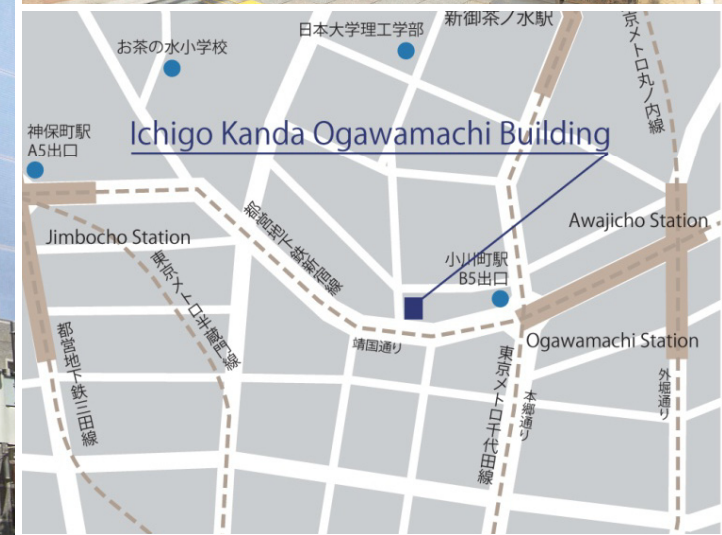 新御茶ノ水駅
日本大学理工学部
お茶の水小学校
京メトロ丸ノ内線
神保町駅
A5出口
Ichigo Kanda Ogawamachi Building
都営地下鉄新宿線
Awajicho Station
Jimbocho Station
小川町駅
B5出口
東京メトロ半蔵門線
Ogawamachi Station
靖国通り
都営地下鉄三田線
東京メトロ千代田線
本郷通り
外堀通り